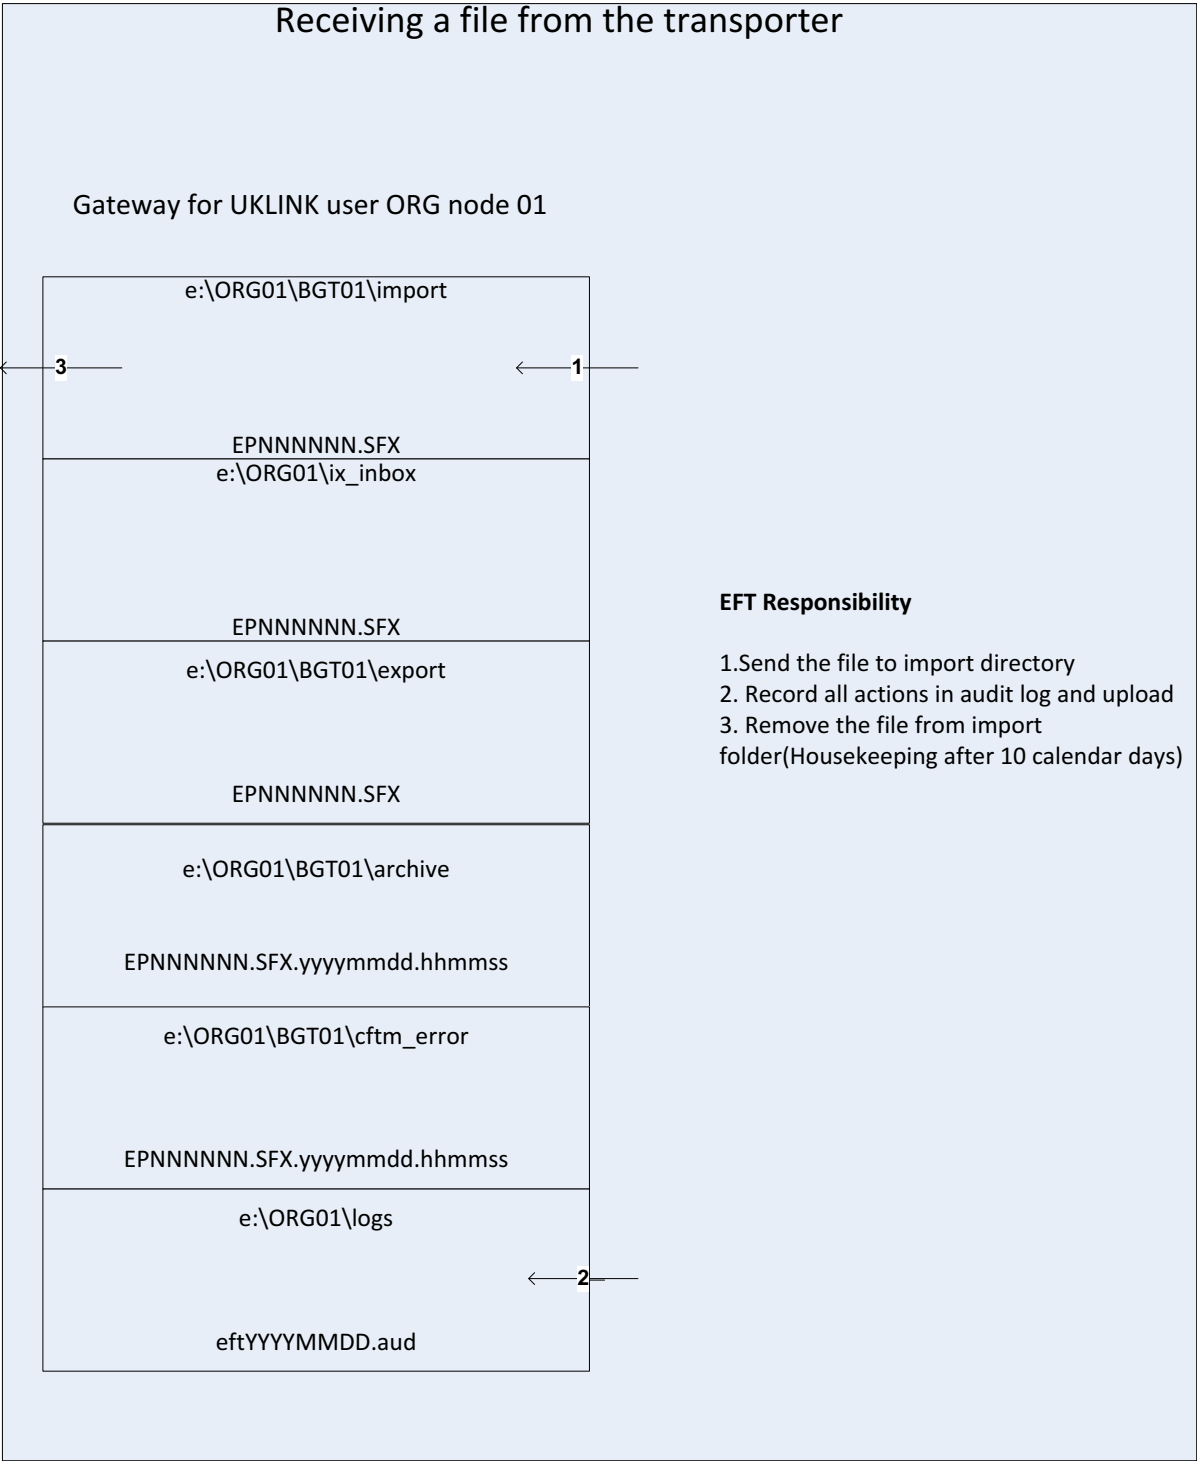 Receiving a file from the transporter
Gateway for UKLINK user ORG node 01
e:\ORG01\BGT01\import
3
1
EPNNNNNN.SFX
e:\ORG01\ix_inbox
EPNNNNNN.SFX
e:\ORG01\BGT01\export
EPNNNNNN.SFX
e:\ORG01\BGT01\archive
EPNNNNNN.SFX.yyyymmdd.hhmmss
e:\ORG01\BGT01\cftm_error
EPNNNNNN.SFX.yyyymmdd.hhmmss
e:\ORG01\logs
2
eftYYYYMMDD.aud
EFT Responsibility
1.Send the file to import directory
2. Record all actions in audit log and upload
3. Remove the file from import
folder(Housekeeping after 10 calendar days)